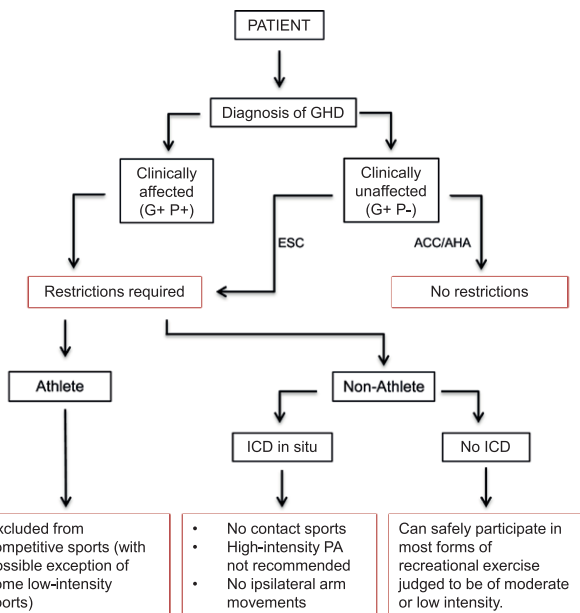 PATIENT
Diagnosis of GHD
Clinically
affected
(G+ P+)
Clinically
unaffected
(G+ P-)
ESC
ACC/AHA
Restrictions required
No restrictions
Athlete
Non-Athlete
ICD in situ
No ICD
xcluded from
ompetitive sports (with
ossible exception of
ome low-intensity
ports)
• No contact sports
• High-intensity PA
not recommended
• No ipsilateral arm
movements
Can safely participate in
most forms of
recreational exercise
judged to be of moderate
or low intensity.